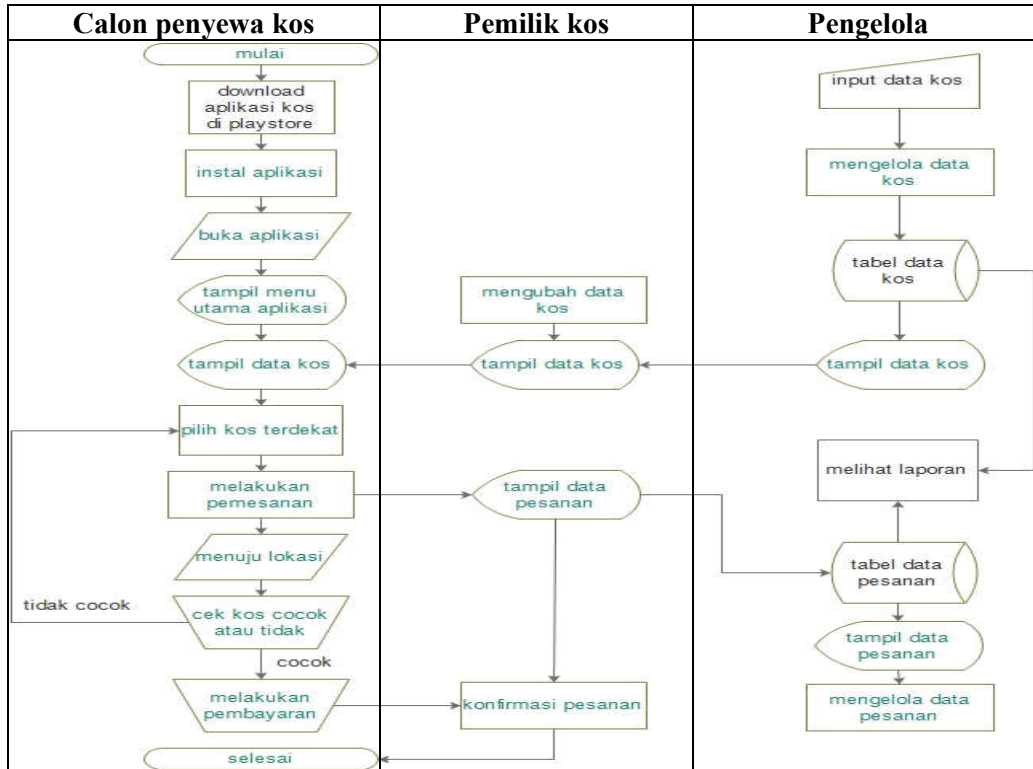 Calon penyewa kos
Pemilik kos
Pengelola
mulai
download
aplikasi kos
di playstore
instal aplikasi
buka aplikasi
tampil menu
utama aplikasi
tampil data kos
pilih kos terdekat
melakukan
pemesanan
menuju lokasi
tidak cocok
cek kos cocok
atau tidak
cocok
melakukan
pembayaran
selesai
mengubah data
kos
tampil data kos
tampil data
pesanan
konfirmasi pesanan
input data kos
mengelola data
kos
tabel data
kos
tampil data kos
melihat laporan
tabel data
pesanan
tampil data
pesanan
mengelola data
pesanan